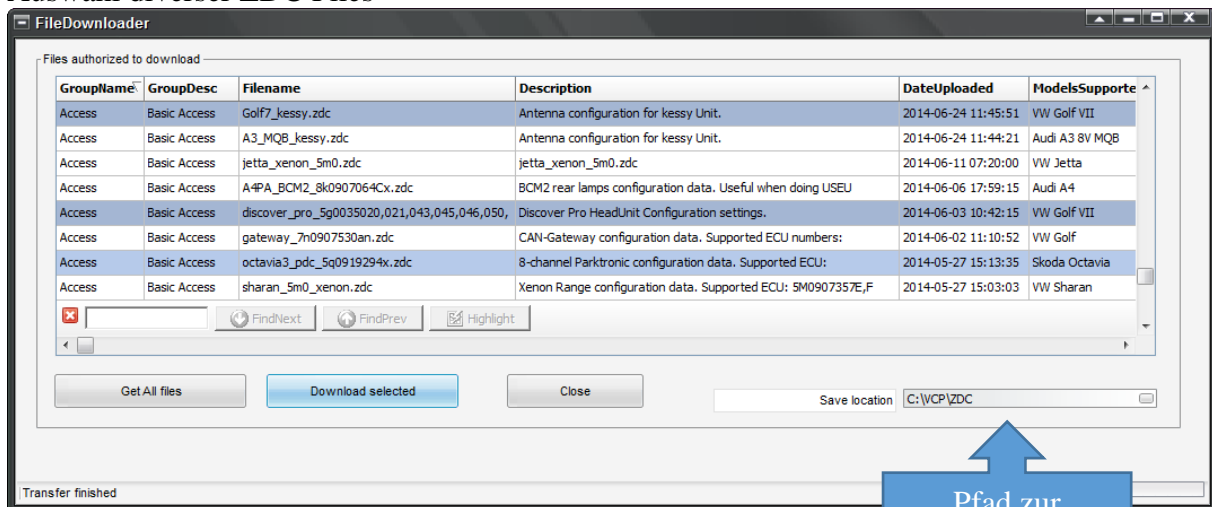 Auswahl diverser ZDC Files
FileDownloader
Files authorized to download
GroupName GroupDesc Filename Description DateUploaded ModelsSupporte
Access Basic Access Golf7_kessy.zdc Antenna configuration for kessy Unit. 2014-06-24 11:45:51 VW Golf VII
Access Basic Access A3_MQB_kessy.zdc Antenna configuration for kessy Unit. 2014-06-24 11:44:21 Audi A3 8V MQB
Access Basic Access jetta_xenon_5m0.zdc jetta_xenon_5m0.zdc 2014-06-11 07:20:00 VW Jetta
Access Basic Access A4PA_BCM2_8k0907064Cx.zdc BCM2 rear lamps configuration data. Useful when doing USEU 2014-06-06 17:59:15 Audi A4
Access Basic Access discover_pro_5g0035020,021,043,045,046,050, Discover Pro HeadUnit Configuration settings. 2014-06-03 10:42:15 VW Golf VII
Access Basic Access gateway_7n0907530an.zdc CAN-Gateway configuration data. Supported ECU numbers: 2014-06-02 11:10:52 VW Golf
Access Basic Access octavia3_pdc_5q0919294x.zdc 8-channel Parktronic configuration data. Supported ECU: 2014-05-27 15:13:35 Skoda Octavia
Access Basic Access sharan_5m0_xenon.zdc Xenon Range configuration data. Supported ECU: 5M0907357E,F 2014-05-27 15:03:03 VW Sharan
FindNext FindPrev Highlight
Get All files Download selected Close Save location C:\VCP\ZDC
Pfad zur
Transfer finished